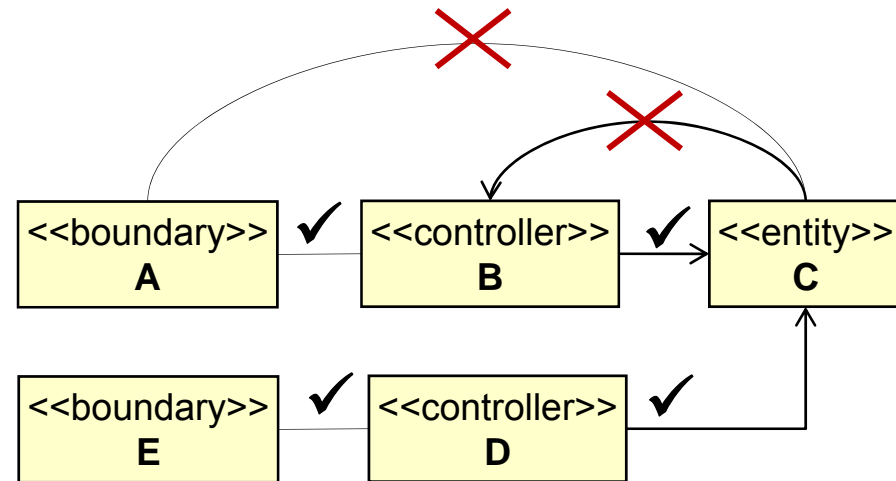 <<boundary>>
A
<<controller>>
B
<<entity>>
C
<<boundary>>
E
<<controller>>
D